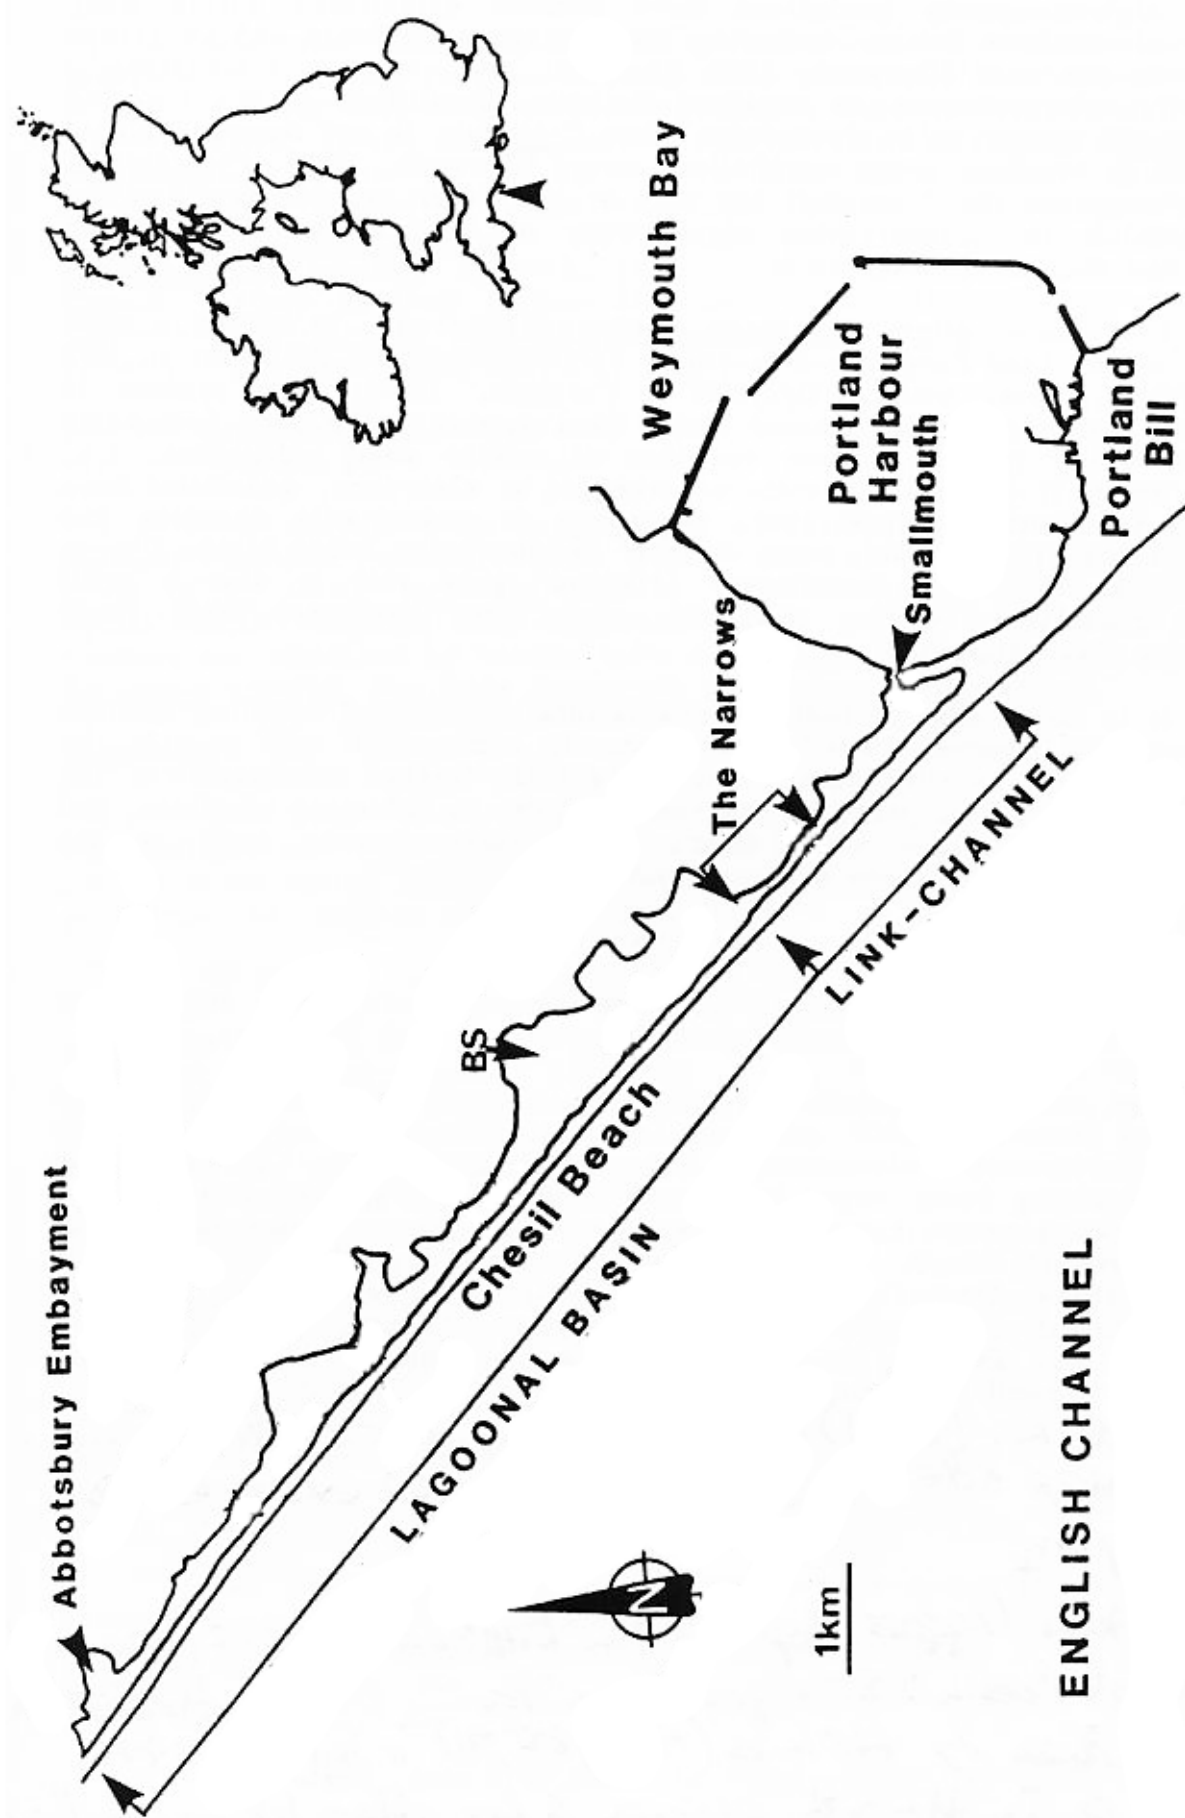 Abbotsbury Embayment
BS
The Narrows
Weymouth Bay
Portland
Harbour
Smallmouth
Portland
Bill
Chesil Beach
LAGOONAL BASIN
LINK-CHANNEL
N
1km
ENGLISH CHANNEL